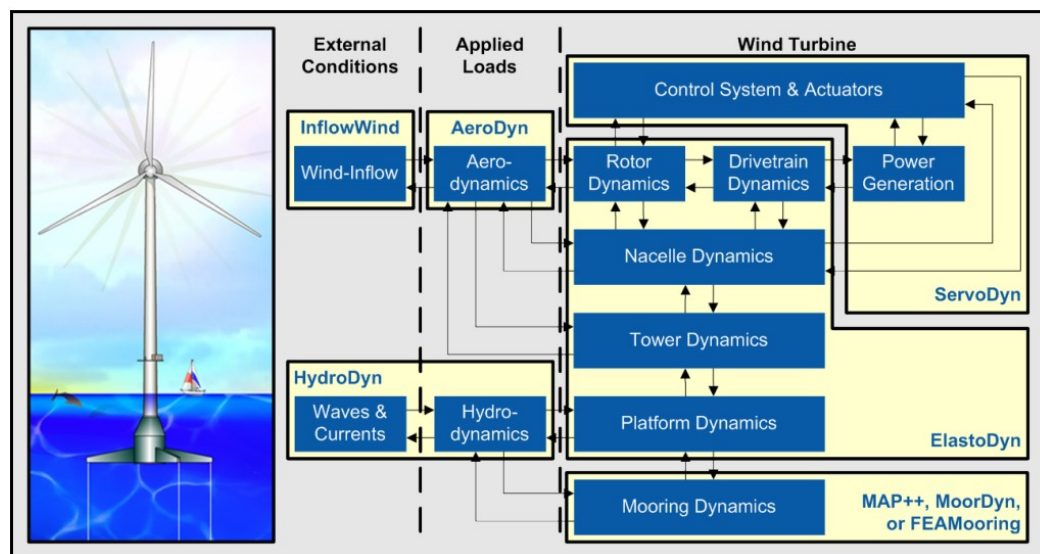 External
Conditions
Applied
Loads
Wind Turbine
Control System & Actuators
InflowWind
AeroDyn
Wind-Inflow
Aero-
dynamics
Rotor
Dynamics
Drivetrain
Dynamics
Power
Generation
Nacelle Dynamics
ServoDyn
Tower Dynamics
HydroDyn
Waves &
Currents
Hydro-
dynamics
Platform Dynamics
ElastoDyn
Mooring Dynamics
MAP++, MoorDyn,
or FEAMooring